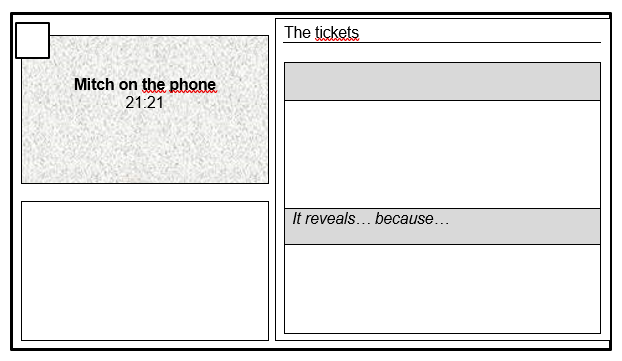 Mitch on the phone
21:21
The tickets
It reveals… because…